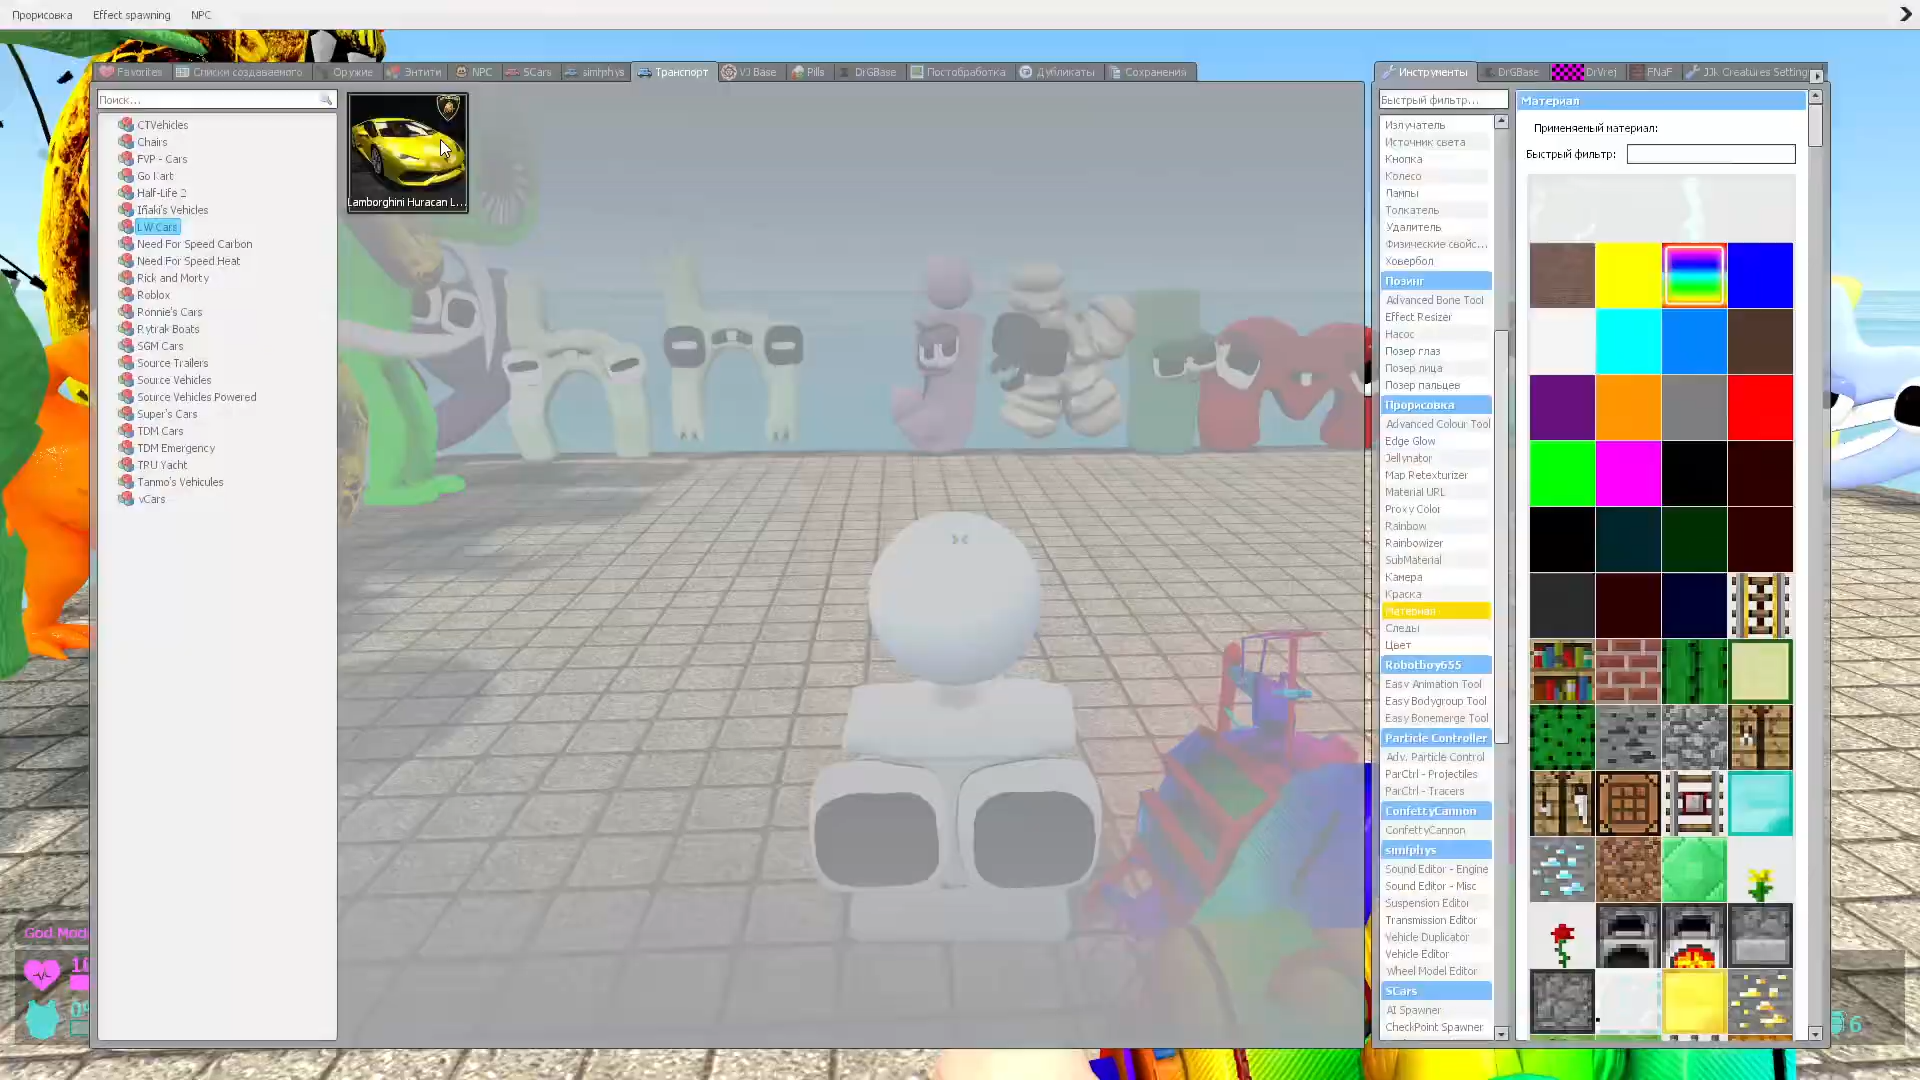 Прорисовка Effect spawning NPC
Favorites Списки создаваемого Оружие Энтити NPC SCars simfphys Транспорт VJ Base Pills DrGBase Постобработка Дубликаты Сохранения
Инструменты DrGBase DrVrej FNaF JJk Creatures Setting
Поиск...
CTVehicles
Chairs
FVP - Cars
Go Kart
Half-Life 2
Iñaki's Vehicles
LW Cars
Need For Speed Carbon
Need For Speed Heat
Rick and Morty
Roblox
Ronnie's Cars
Rytrak Boats
SGM Cars
Source Trailers
Source Vehicles
Source Vehicles Powered
Super's Cars
TDM Cars
TDM Emergency
TRU Yacht
Tanmo's Vehicules
vCars
Lamborghini Huracan L...
Быстрый фильтр...
Излучатель
Источник света
Кнопка
Колесо
Лампы
Толкатель
Удалитель
Физические свойс...
Ховербол
Позинг
Advanced Bone Tool
Effect Resizer
Насос
Позер глаз
Позер лица
Позер пальцев
Прорисовка
Advanced Colour Tool
Edge Glow
Jellynator
Map Retexturizer
Material URL
Proxy Color
Rainbow
Rainbowizer
SubMaterial
Камера
Краска
Материал
Следы
Цвет
Robotboy655
Easy Animation Tool
Easy Bodygroup Tool
Easy Bonemerge Tool
Particle Controller
Adv. Particle Control
ParCtrl - Projectiles
ParCtrl - Tracers
ConfettyCannon
ConfettyCannon
simfphys
Sound Editor - Engine
Sound Editor - Misc
Suspension Editor
Transmission Editor
Vehicle Duplicator
Vehicle Editor
Wheel Model Editor
SCars
AI Spawner
CheckPoint Spawner
Материал
Применяемый материал:
Быстрый фильтр:
God Mod
6